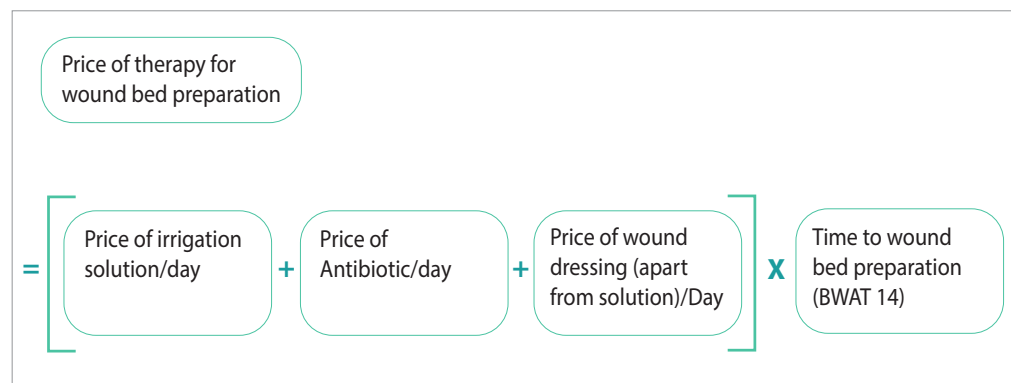 Price of therapy for
wound bed preparation
=
Price of irrigation
solution/day
+
Price of
Antibiotic/day
+
Price of wound
dressing (apart
from solution)/Day
X
Time to wound
bed preparation
(BWAT 14)